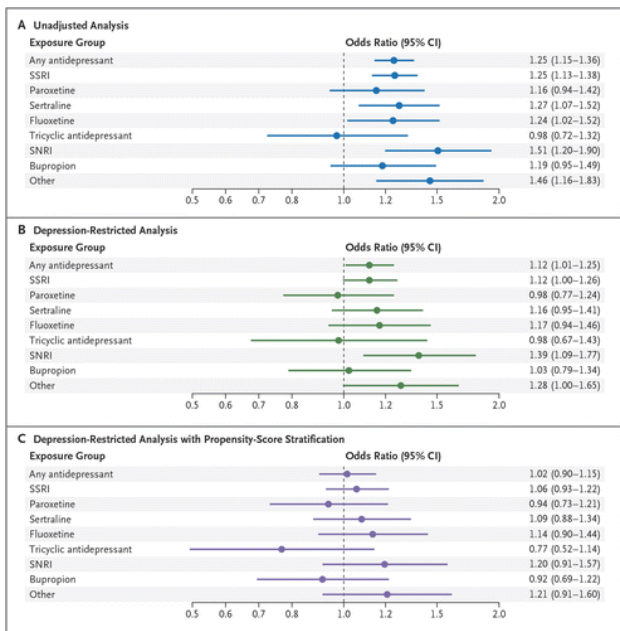 A Unadjusted Analysis
Exposure Group Odds Ratio (95% CI)
Any antidepressant 1.25 (1.15–1.36)
SSRI 1.25 (1.13–1.38)
Paroxetine 1.16 (0.94–1.42)
Sertraline 1.27 (1.07–1.52)
Fluoxetine 1.24 (1.02–1.52)
Tricyclic antidepressant 0.98 (0.72–1.32)
SNRI 1.51 (1.20–1.90)
Bupropion 1.19 (0.95–1.49)
Other 1.46 (1.16–1.83)
0.5 0.6 0.7 0.8 1.0 1.2 1.5 2.0
B Depression-Restricted Analysis
Exposure Group Odds Ratio (95% CI)
Any antidepressant 1.12 (1.01–1.25)
SSRI 1.12 (1.00–1.26)
Paroxetine 0.98 (0.77–1.24)
Sertraline 1.16 (0.95–1.41)
Fluoxetine 1.17 (0.94–1.46)
Tricyclic antidepressant 0.98 (0.67–1.43)
SNRI 1.39 (1.09–1.77)
Bupropion 1.03 (0.79–1.34)
Other 1.28 (1.00–1.65)
0.5 0.6 0.7 0.8 1.0 1.2 1.5 2.0
C Depression-Restricted Analysis with Propensity-Score Stratification
Exposure Group Odds Ratio (95% CI)
Any antidepressant 1.02 (0.90–1.15)
SSRI 1.06 (0.93–1.22)
Paroxetine 0.94 (0.73–1.21)
Sertraline 1.09 (0.88–1.34)
Fluoxetine 1.14 (0.90–1.44)
Tricyclic antidepressant 0.77 (0.52–1.14)
SNRI 1.20 (0.91–1.57)
Bupropion 0.92 (0.69–1.22)
Other 1.21 (0.91–1.60)
0.5 0.6 0.7 0.8 1.0 1.2 1.5 2.0